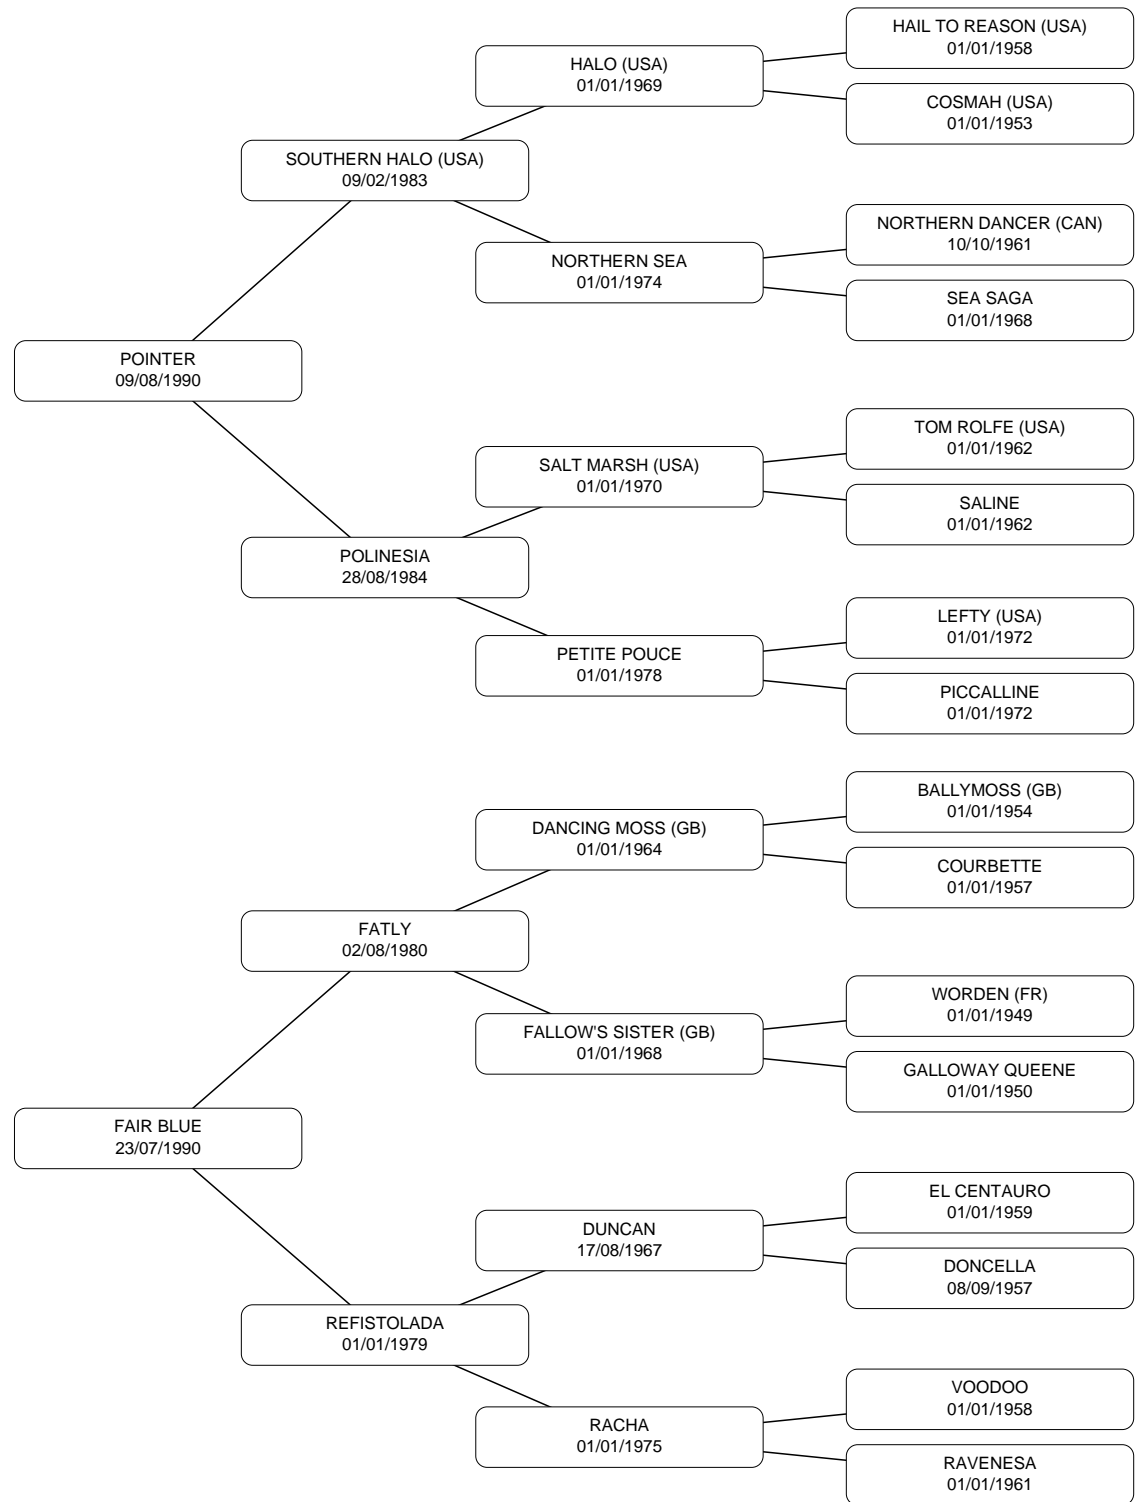 HAIL TO REASON (USA)
01/01/1958
HALO (USA)
01/01/1969
COSMAH (USA)
01/01/1953
SOUTHERN HALO (USA)
09/02/1983
NORTHERN DANCER (CAN)
10/10/1961
NORTHERN SEA
01/01/1974
SEA SAGA
01/01/1968
POINTER
09/08/1990
TOM ROLFE (USA)
01/01/1962
SALT MARSH (USA)
01/01/1970
SALINE
01/01/1962
POLINESIA
28/08/1984
LEFTY (USA)
01/01/1972
PETITE POUCE
01/01/1978
PICCALLINE
01/01/1972
BALLYMOSS (GB)
01/01/1954
DANCING MOSS (GB)
01/01/1964
COURBETTE
01/01/1957
FATLY
02/08/1980
WORDEN (FR)
01/01/1949
FALLOW'S SISTER (GB)
01/01/1968
GALLOWAY QUEENE
01/01/1950
FAIR BLUE
23/07/1990
EL CENTAURO
01/01/1959
DUNCAN
17/08/1967
DONCELLA
08/09/1957
REFISTOLADA
01/01/1979
VOODOO
01/01/1958
RACHA
01/01/1975
RAVENESA
01/01/1961